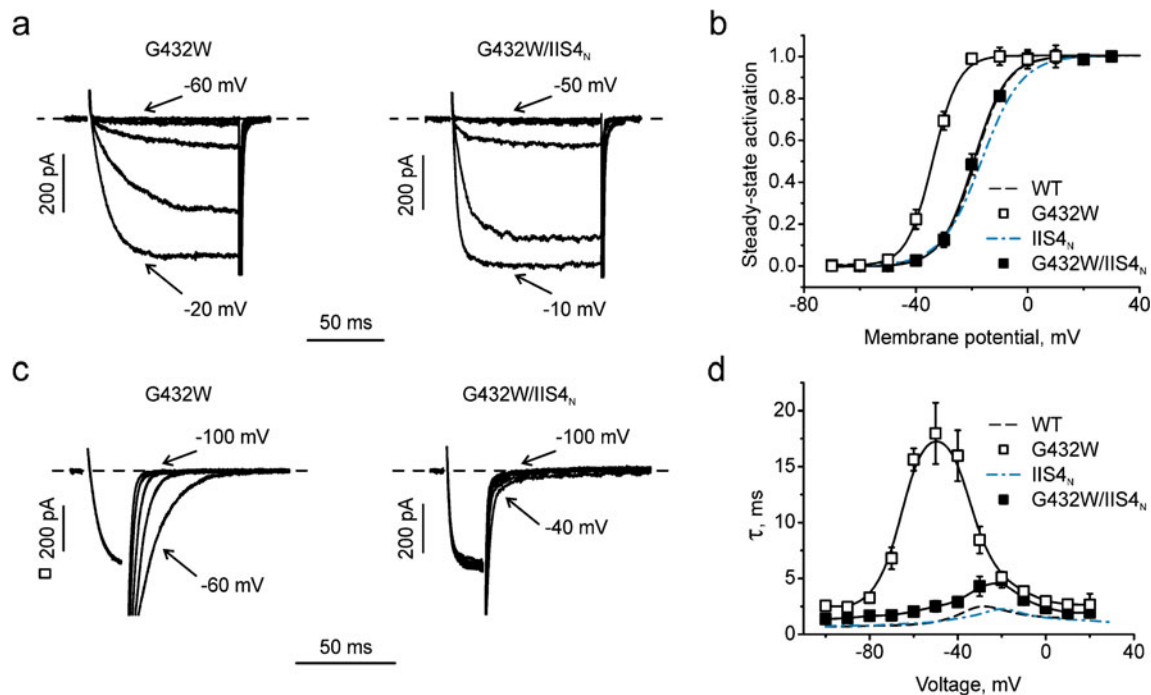 a
G432W
-60 mV
200 pA
-20 mV
G432W/IIS4N
-50 mV
200 pA
-10 mV
50 ms
b
Steady-state activation
1.0
0.8
0.6
0.4
0.2
0.0
-80
-40
0
40
Membrane potential, mV
WT
G432W
IIS4N
G432W/IIS4N
c
G432W
-100 mV
200 pA
-60 mV
G432W/IIS4N
-100 mV
200 pA
-40 mV
50 ms
d
τ, ms
20
15
10
5
0
-80
-40
0
40
Voltage, mV
WT
G432W
IIS4N
G432W/IIS4N